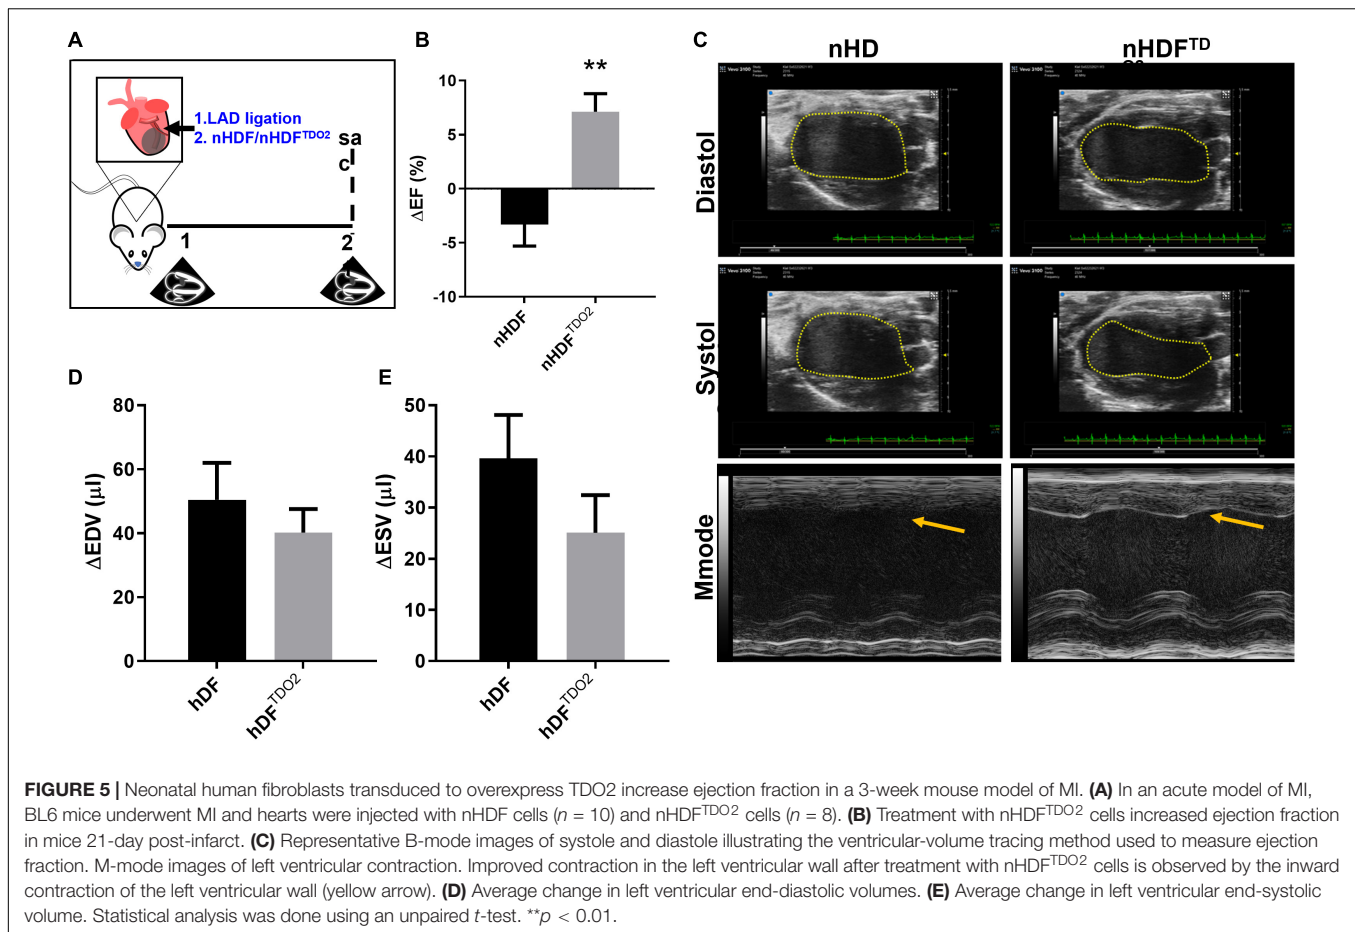 A
1.LAD ligation
2. nHDF/nHDFTDO2
sa
c
1
2
B
**
ΔEF (%)
10
5
0
-5
-10
nHDF
nHDFTDO2
C
nHD
nHDFTD
Diastol
Systol
Mmode
Vevo 3100
Vevo 3100
Vevo 3100
Vevo 3100
D
ΔEDV (μl)
80
60
40
20
0
hDF
hDFTDO2
E
ΔESV (μl)
50
40
30
20
10
0
hDF
hDFTDO2
FIGURE 5 | Neonatal human fibroblasts transduced to overexpress TDO2 increase ejection fraction in a 3-week mouse model of MI. (A) In an acute model of MI,
BL6 mice underwent MI and hearts were injected with nHDF cells (n = 10) and nHDFTDO2 cells (n = 8). (B) Treatment with nHDFTDO2 cells increased ejection fraction
in mice 21-day post-infarct. (C) Representative B-mode images of systole and diastole illustrating the ventricular-volume tracing method used to measure ejection
fraction. M-mode images of left ventricular contraction. Improved contraction in the left ventricular wall after treatment with nHDFTDO2 cells is observed by the inward
contraction of the left ventricular wall (yellow arrow). (D) Average change in left ventricular end-diastolic volumes. (E) Average change in left ventricular end-systolic
volume. Statistical analysis was done using an unpaired t-test. **p < 0.01.